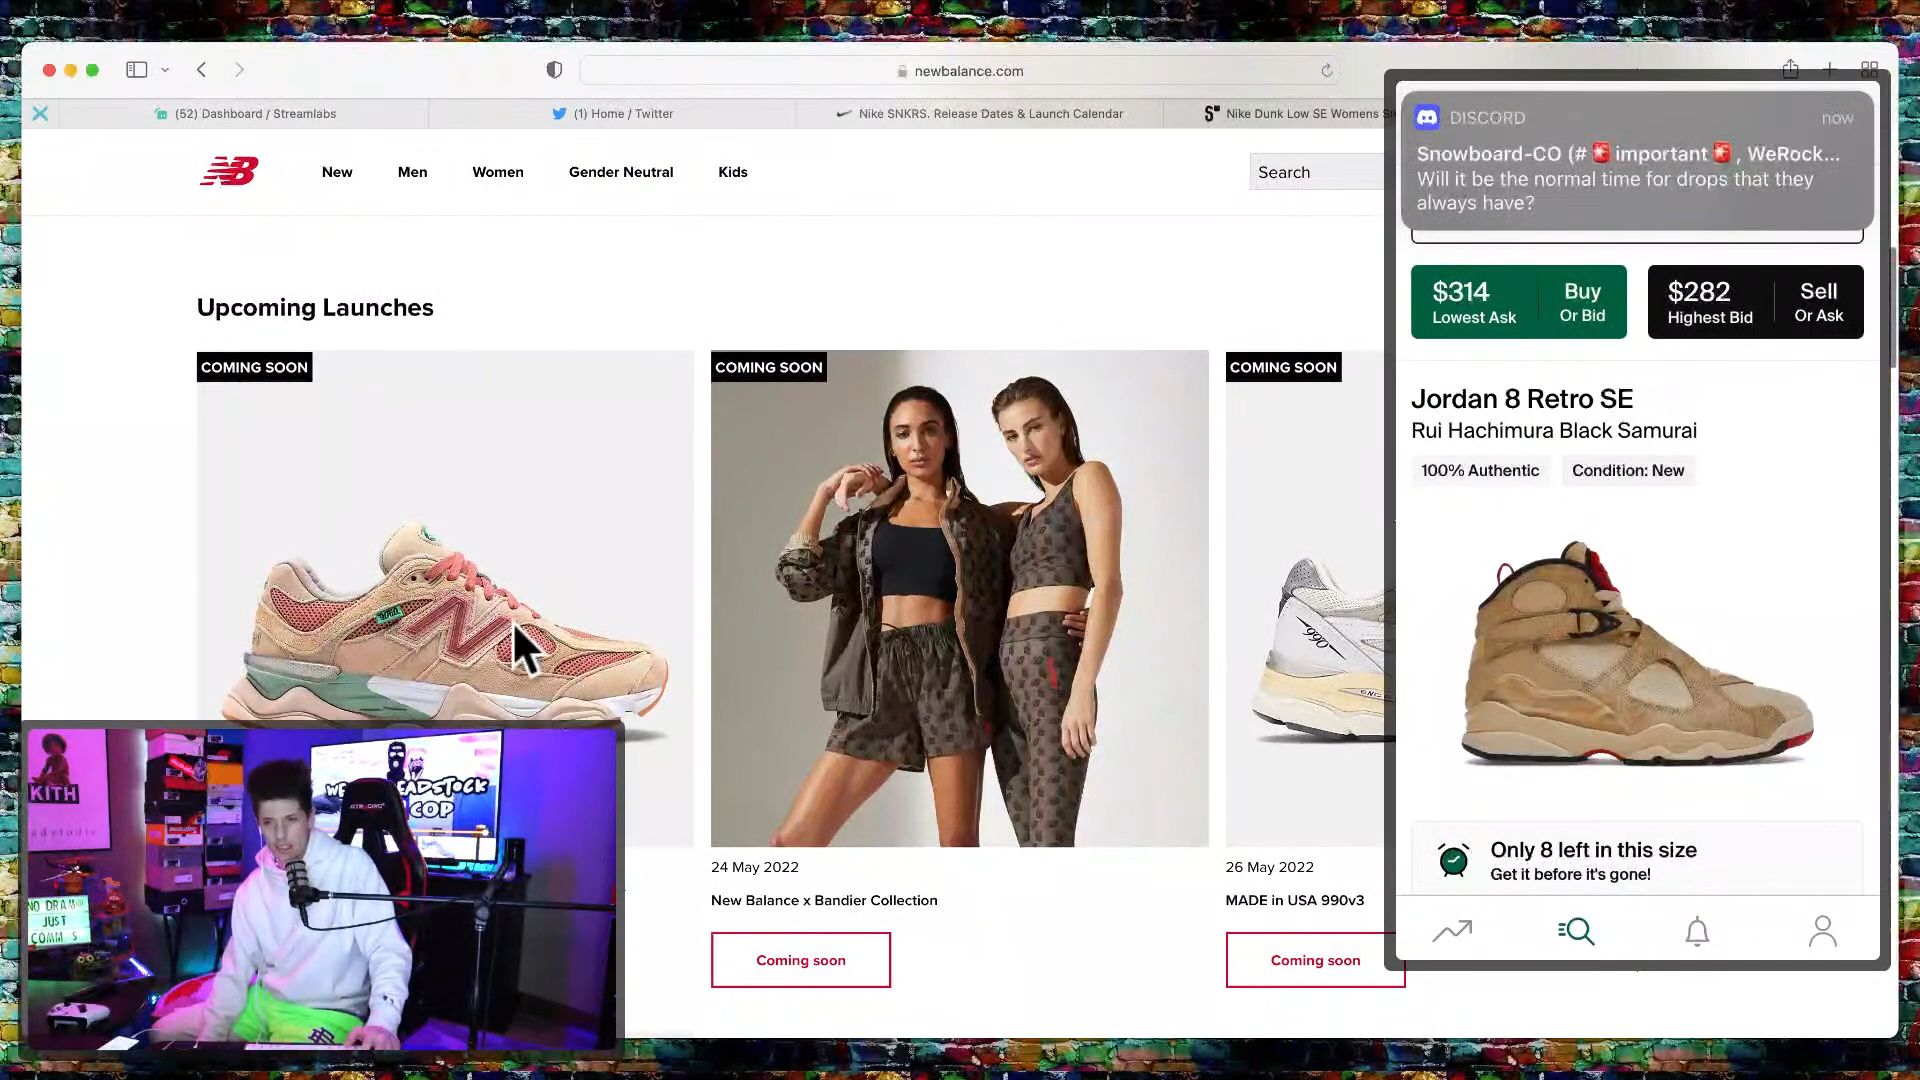 newbalance.com
(52) Dashboard / Streamlabs
(1) Home / Twitter
Nike SNKRS. Release Dates & Launch Calendar
Nike Dunk Low SE Womens
New
Men
Women
Gender Neutral
Kids
Search
Upcoming Launches
COMING SOON
COMING SOON
COMING SOON
990
24 May 2022
New Balance x Bandier Collection
Coming soon
26 May 2022
MADE in USA 990v3
Coming soon
DISCORD
now
Snowboard-CO (# important , WeRock...
Will it be the normal time for drops that they
always have?
$314
Lowest Ask
Buy
Or Bid
$282
Highest Bid
Sell
Or Ask
Jordan 8 Retro SE
Rui Hachimura Black Samurai
100% Authentic
Condition: New
Only 8 left in this size
Get it before it's gone!
KITH
COP
NO DRAM
JUST